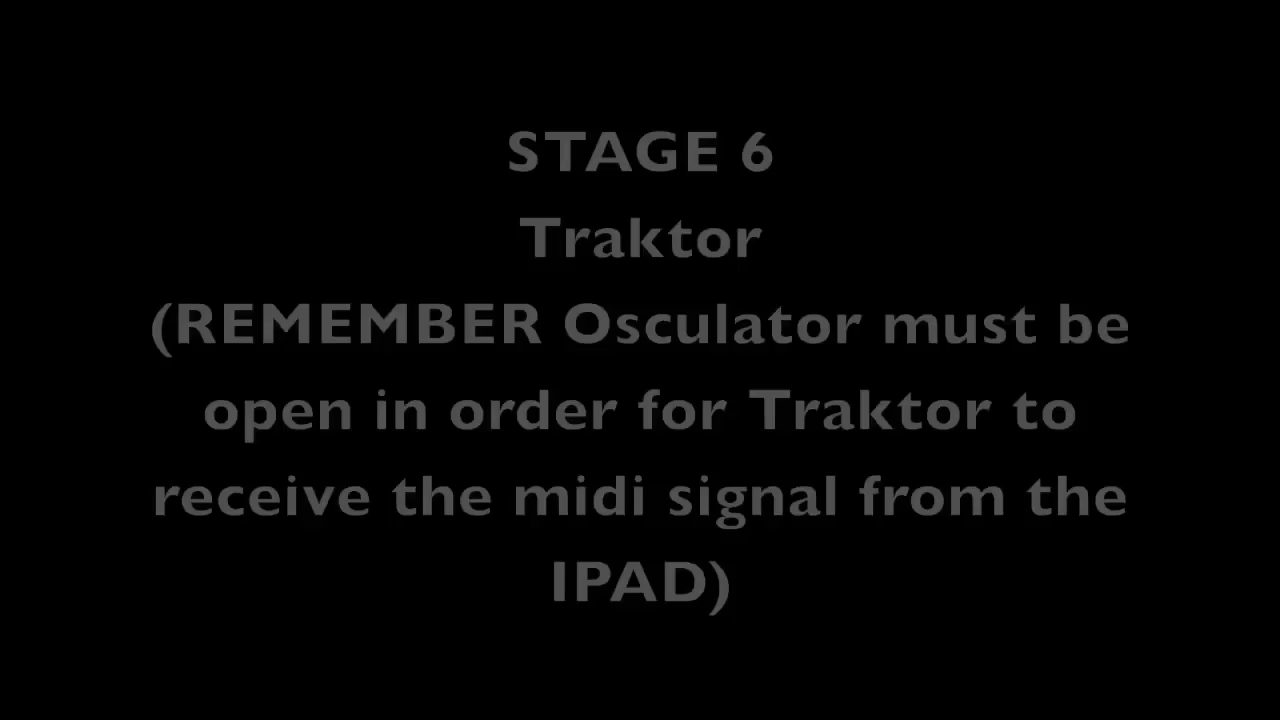 STAGE 6
Traktor
(REMEMBER Osculator must be
open in order for Traktor to
receive the midi signal from the
IPAD)